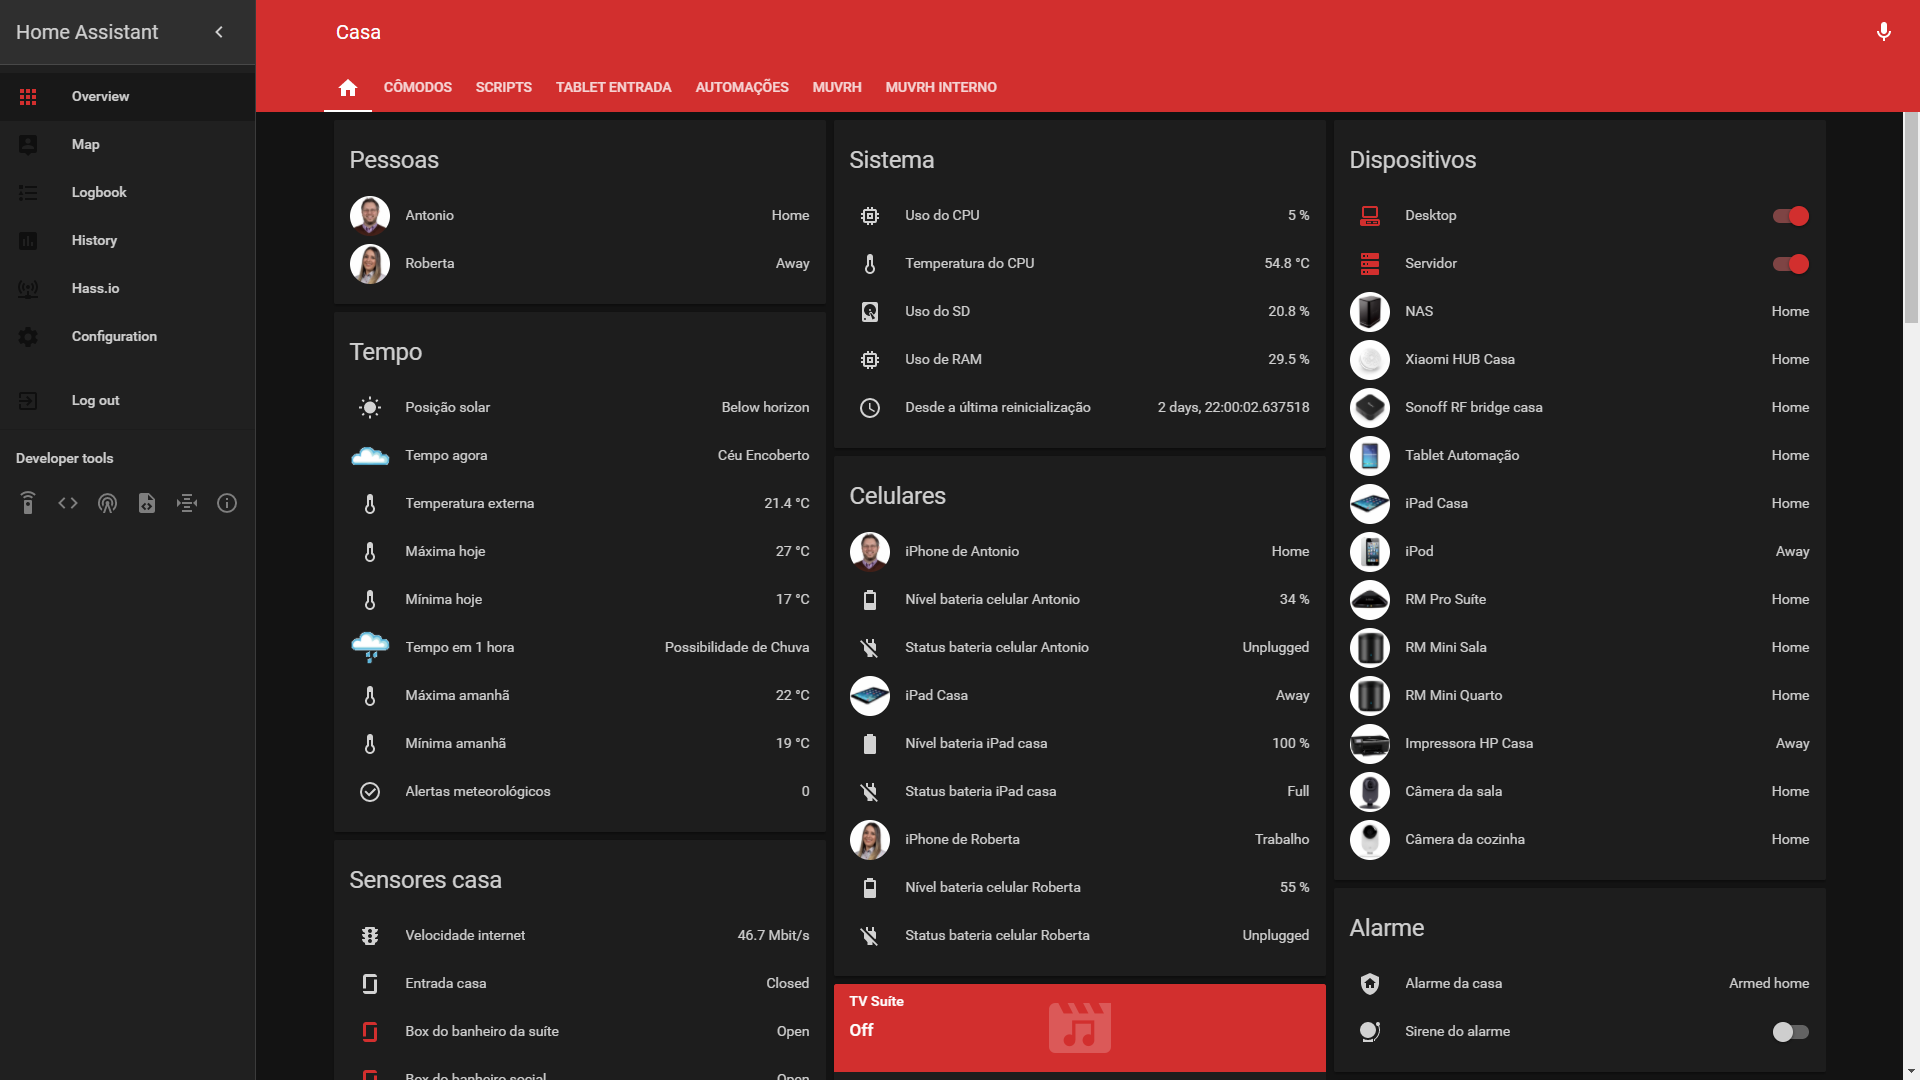 Home Assistant
Casa
CÔMODOS
SCRIPTS
TABLET ENTRADA
AUTOMAÇÕES
MUVRH
MUVRH INTERNO
Overview
Map
Logbook
History
Hass.io
Configuration
Log out
Developer tools
Pessoas
Antonio Home
Roberta Away
Tempo
Posição solar Below horizon
Tempo agora Céu Encoberto
Temperatura externa 21.4 °C
Máxima hoje 27 °C
Mínima hoje 17 °C
Tempo em 1 hora Possibilidade de Chuva
Máxima amanhã 22 °C
Mínima amanhã 19 °C
Alertas meteorológicos 0
Sensores casa
Velocidade internet 46.7 Mbit/s
Entrada casa Closed
Box do banheiro da suíte Open
Box do banheiro social Open
Sistema
Uso do CPU 5 %
Temperatura do CPU 54.8 °C
Uso do SD 20.8 %
Uso de RAM 29.5 %
Desde a última reinicialização 2 days, 22:00:02.637518
Celulares
iPhone de Antonio Home
Nível bateria celular Antonio 34 %
Status bateria celular Antonio Unplugged
iPad Casa Away
Nível bateria iPad casa 100 %
Status bateria iPad casa Full
iPhone de Roberta Trabalho
Nível bateria celular Roberta 55 %
Status bateria celular Roberta Unplugged
TV Suíte
Off
Dispositivos
Desktop
Servidor
NAS Home
Xiaomi HUB Casa Home
Sonoff RF bridge casa Home
Tablet Automação Home
iPad Casa Home
iPod Away
RM Pro Suíte Home
RM Mini Sala Home
RM Mini Quarto Home
Impressora HP Casa Away
Câmera da sala Home
Câmera da cozinha Home
Alarme
Alarme da casa Armed home
Sirene do alarme